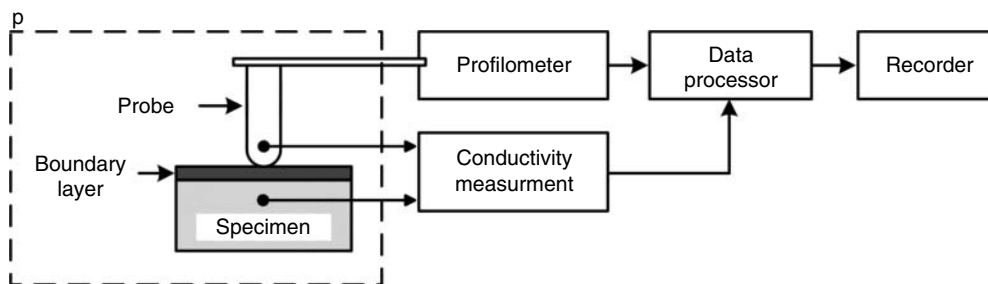 p
Profilometer
Data
processor
Recorder
Probe
Boundary
layer
Conductivity
measurment
Specimen